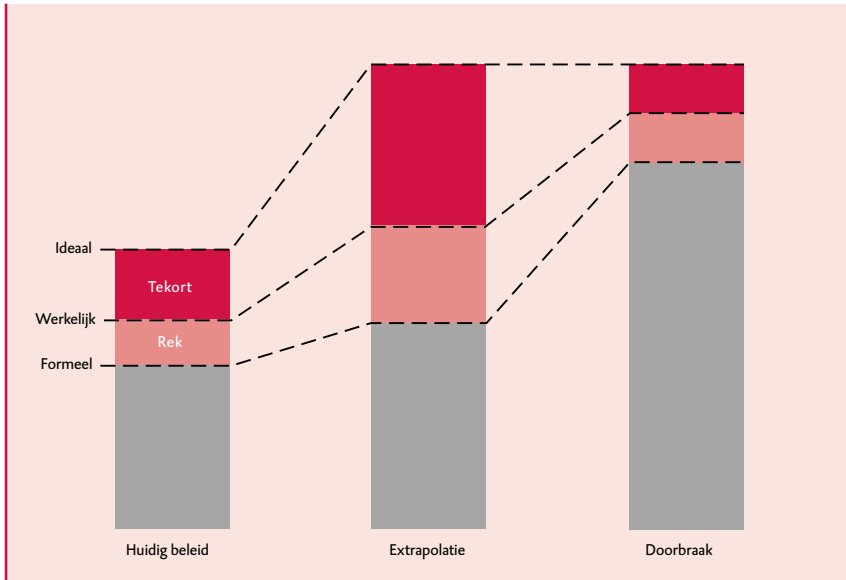 Ideaal
Tekort
Werkelijk
Rek
Formeel
Huidig beleid
Extrapolatie
Doorbraak